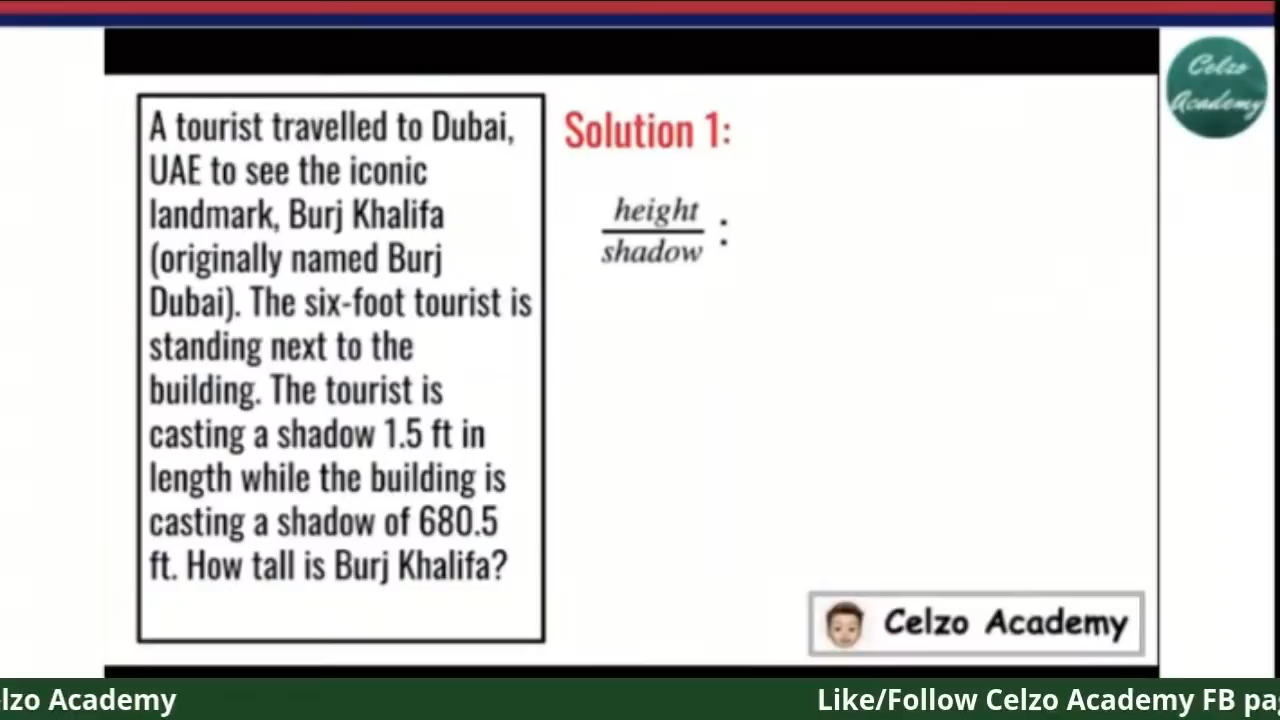 Celzo
Academy
A tourist travelled to Dubai,
UAE to see the iconic
landmark, Burj Khalifa
(originally named Burj
Dubai). The six-foot tourist is
standing next to the
building. The tourist is
casting a shadow 1.5 ft in
length while the building is
casting a shadow of 680.5
ft. How tall is Burj Khalifa?
Solution 1:
height
shadow :
Celzo Academy
elzo Academy
Like/Follow Celzo Academy FB pag